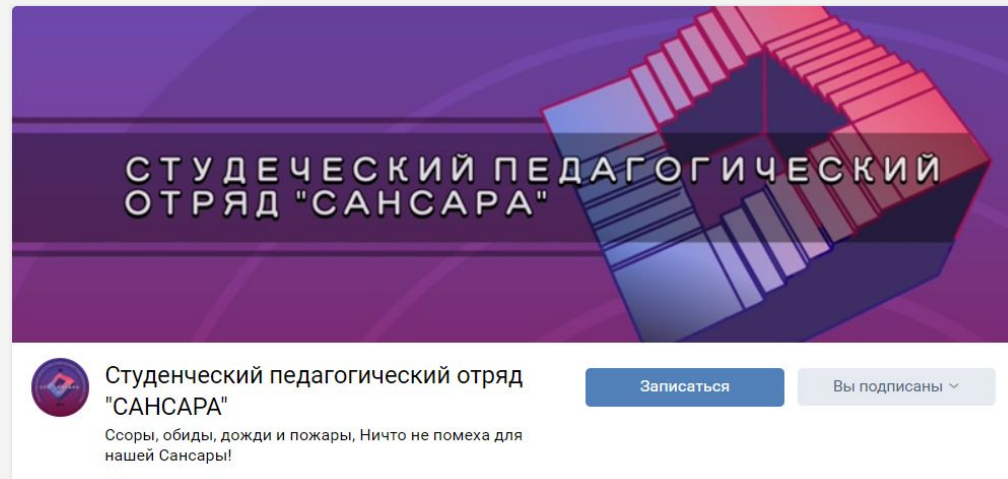 СТУДЕЧЕСКИЙ ПЕДАГОГИЧЕСКИЙ
ОТРЯД "САНСАРА"
Студенческий педагогический отряд
"САНСАРА"
Записаться
Вы подписаны
Ссоры, обиды, дожди и пожары, Ничто не помеха для
нашей Сансары!